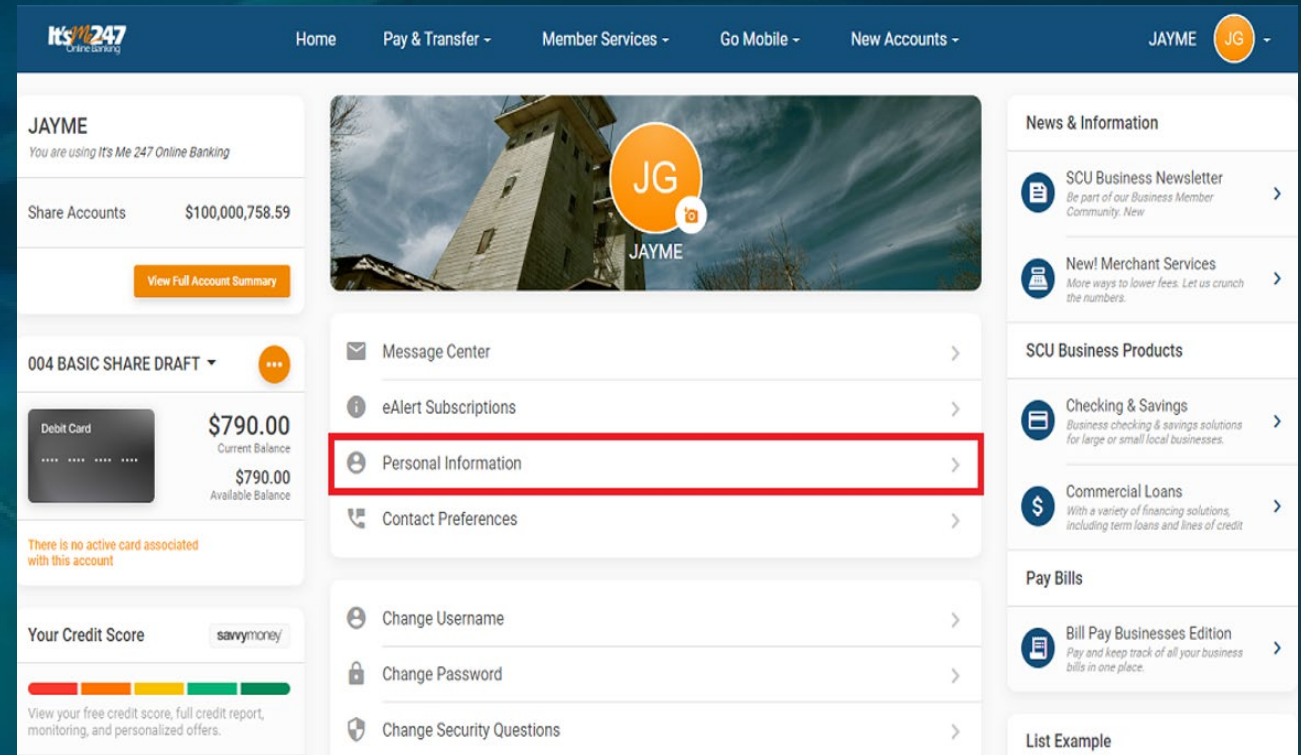 It's Me 247
Online Banking
Home
Pay & Transfer
Member Services
Go Mobile
New Accounts
JAYME
JG
JAYME
You are using It's Me 247 Online Banking
Share Accounts
$100,000,758.59
View Full Account Summary
004 BASIC SHARE DRAFT
Debit Card
$790.00
Current Balance
$790.00
Available Balance
There is no active card associated
with this account
Your Credit Score
savvymoney
View your free credit score, full credit report,
monitoring, and personalized offers.
JG
JAYME
Message Center
eAlert Subscriptions
Personal Information
Contact Preferences
Change Username
Change Password
Change Security Questions
News & Information
SCU Business Newsletter
Be part of our Business Member
Community. New
New! Merchant Services
More ways to lower fees. Let us crunch
the numbers.
SCU Business Products
Checking & Savings
Business checking & savings solutions
for large or small local businesses.
Commercial Loans
With a variety of financing solutions,
including term loans and lines of credit
Pay Bills
Bill Pay Businesses Edition
Pay and keep track of all your business
bills in one place.
List Example